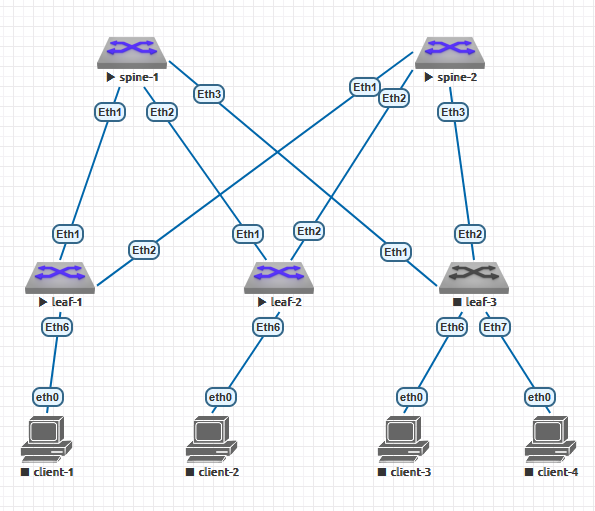 spine-1
spine-2
Eth1
Eth2
Eth3
Eth1
Eth2
Eth3
Eth1
Eth2
Eth1
Eth2
Eth1
Eth2
leaf-1
leaf-2
leaf-3
Eth6
Eth6
Eth6
Eth7
eth0
eth0
eth0
eth0
client-1
client-2
client-3
client-4